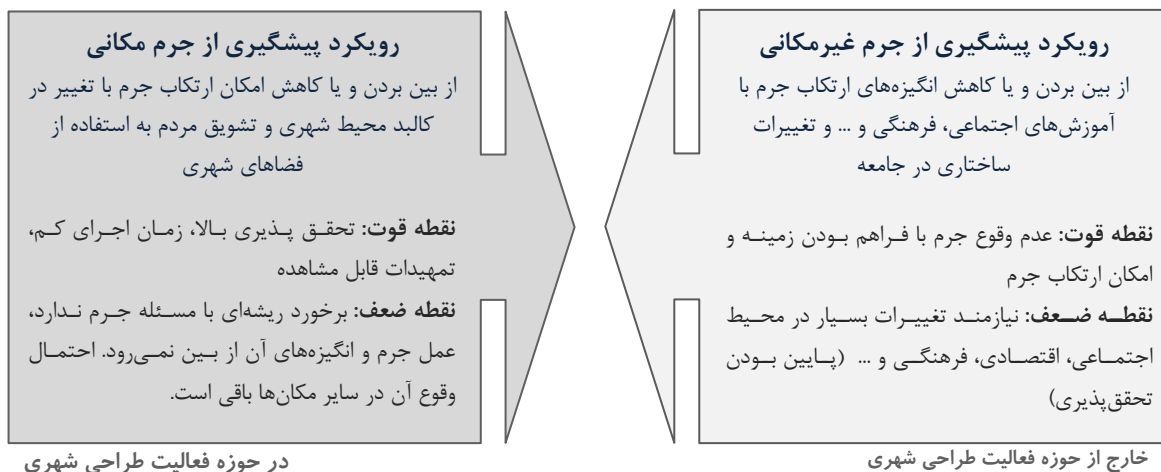 رویکرد پیشگیری از جرم غیرمکانی
از بین بردن و یا کاهش انگیزه‌های ارتکاب جرم با
آموزش‌های اجتماعی، فرهنگی و ... و تغییرات
ساختاری در جامعه
نقطه قوت: عدم وقوع جرم با فراهم بودن زمینه و
امکان ارتکاب جرم
نقطه ضعف: نیازمند تغییرات بسیار در محیط
اجتماعی، اقتصادی، فرهنگی و ... (پایین بودن
تحقق‌پذیری)
خارج از حوزه فعالیت طراحی شهری
رویکرد پیشگیری از جرم مکانی
از بین بردن و یا کاهش امکان ارتکاب جرم با تغییر در
کالبد محیط شهری و تشویق مردم به استفاده از
فضاهای شهری
نقطه قوت: تحقق پذیری بالا، زمان اجرای کم،
تمهیدات قابل مشاهده
نقطه ضعف: برخورد ریشه‌ای با مسئله جرم ندارد،
عمل جرم و انگیزه‌های آن از بین نمی‌رود. احتمال
وقوع آن در سایر مکان‌ها باقی است.
در حوزه فعالیت طراحی شهری